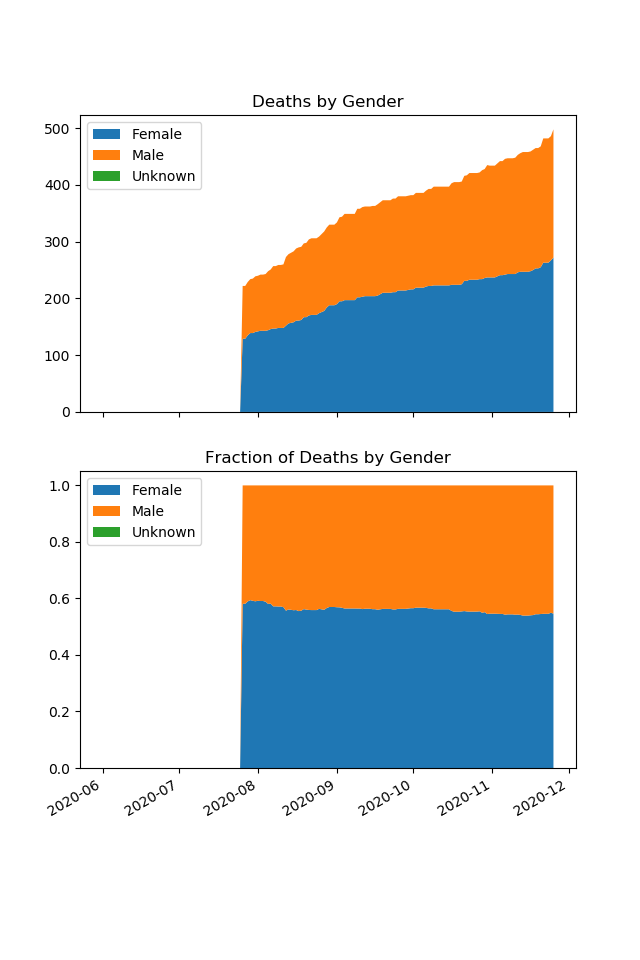 Deaths by Gender
500
400
300
200
100
0
Female
Male
Unknown
Fraction of Deaths by Gender
1.0
0.8
0.6
0.4
0.2
0.0
Female
Male
Unknown
2020-06
2020-07
2020-08
2020-09
2020-10
2020-11
2020-12